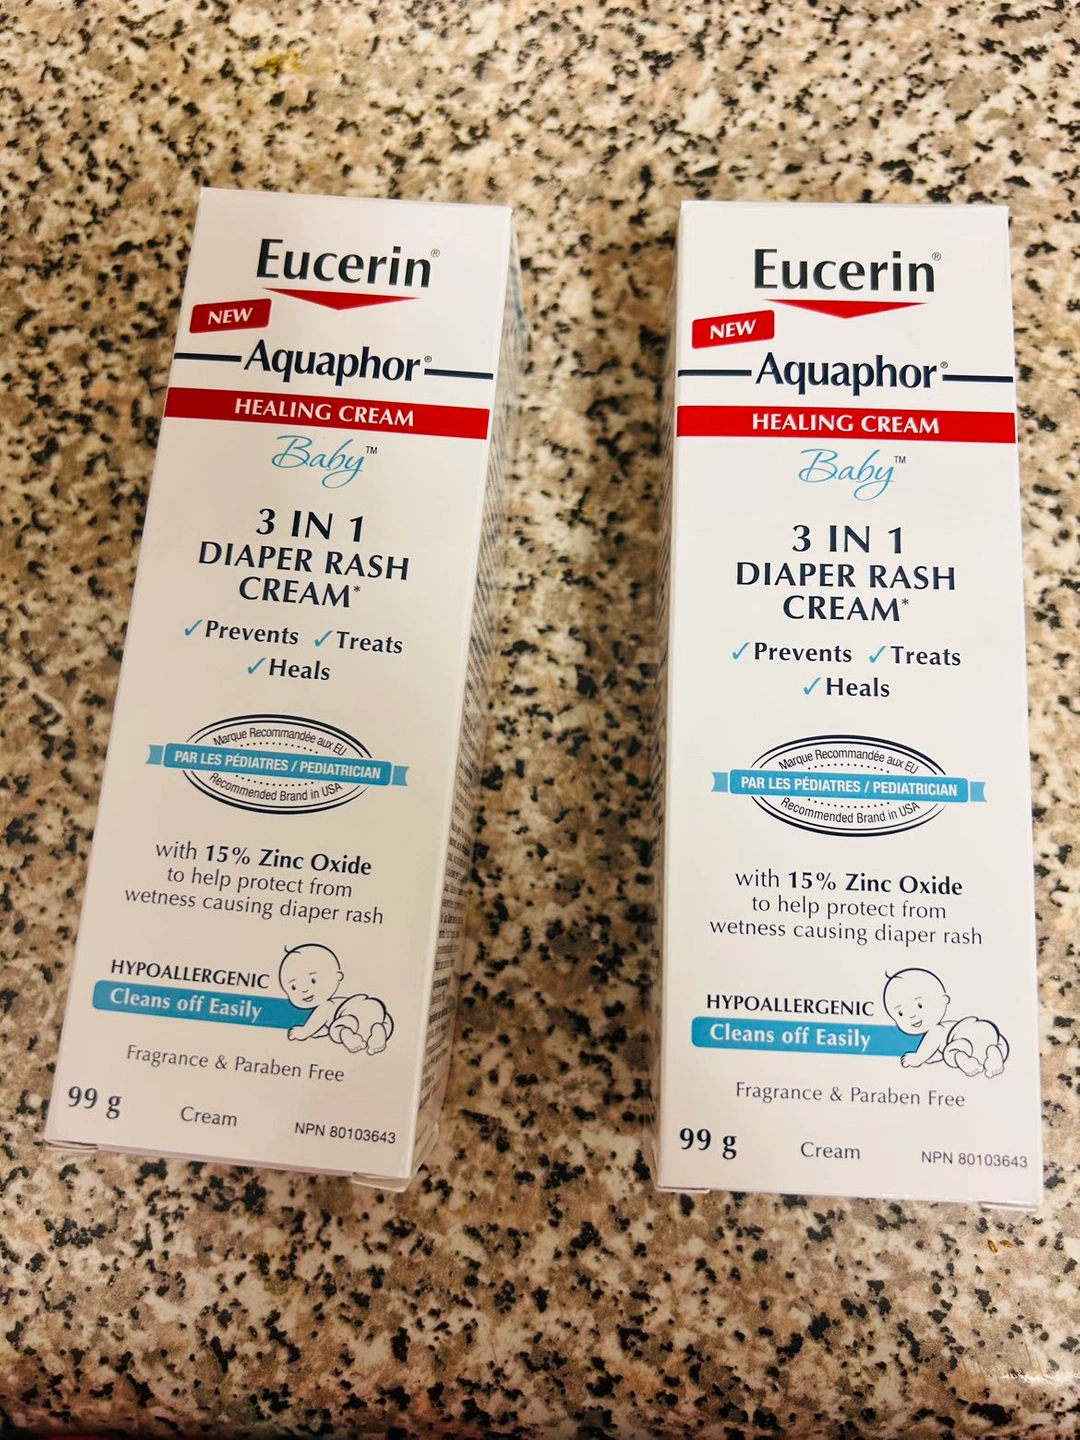 Eucerin®
NEW
Aquaphor®
HEALING CREAM
Baby™
3 IN 1
DIAPER RASH
CREAM*
✓Prevents ✓Treats
✓Heals
Marque Recommandée aux EU
PAR LES PÉDIATRES / PEDIATRICIAN
Recommended Brand in USA
with 15% Zinc Oxide
to help protect from
wetness causing diaper rash
HYPOALLERGENIC
Cleans off Easily
Fragrance & Paraben Free
99 g
Cream
NPN 80103643
Eucerin®
NEW
Aquaphor®
HEALING CREAM
Baby™
3 IN 1
DIAPER RASH
CREAM*
✓Prevents ✓Treats
✓Heals
Marque Recommandée aux EU
PAR LES PÉDIATRES / PEDIATRICIAN
Recommended Brand in USA
with 15% Zinc Oxide
to help protect from
wetness causing diaper rash
HYPOALLERGENIC
Cleans off Easily
Fragrance & Paraben Free
99 g
Cream
NPN 80103643